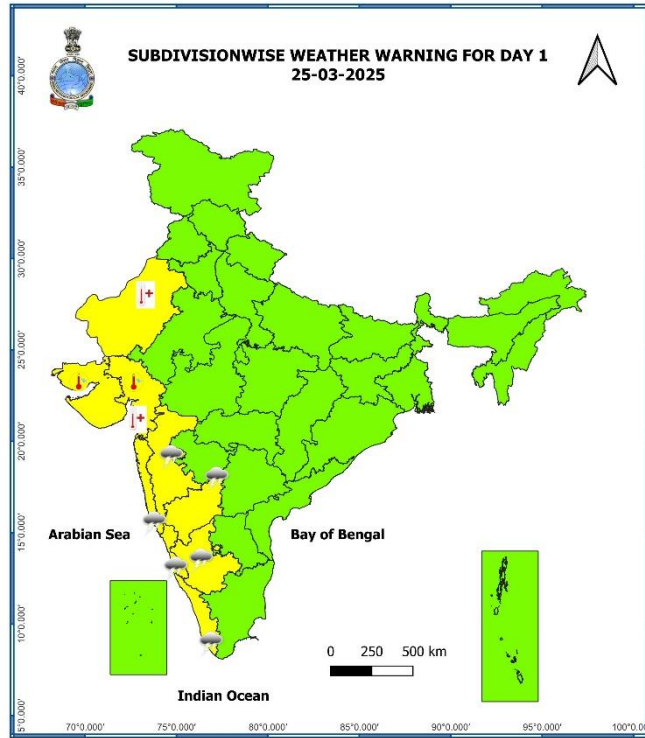 SUBDIVISIONWISE WEATHER WARNING FOR DAY 1
25-03-2025
40°0.000'
35°0.000'
30°0.000'
25°0.000'
20°0.000'
15°0.000'
10°0.000'
5°0.000'
Arabian Sea
Bay of Bengal
0 250 500 km
Indian Ocean
70°0.000' 75°0.000' 80°0.000' 85°0.000' 90°0.000' 95°0.000' 100°0.00